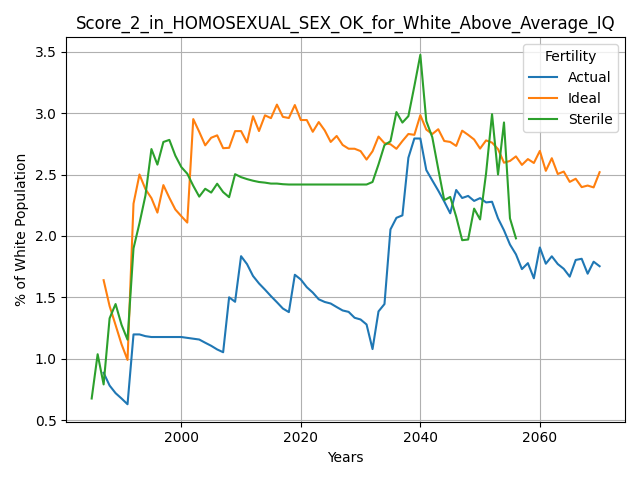 Score_2_in_HOMOSEXUAL_SEX_OK_for_White_Above_Average_IQ
Fertility
Actual
Ideal
Sterile
% of White Population
3.5
3.0
2.5
2.0
1.5
1.0
0.5
2000
2020
2040
2060
Years